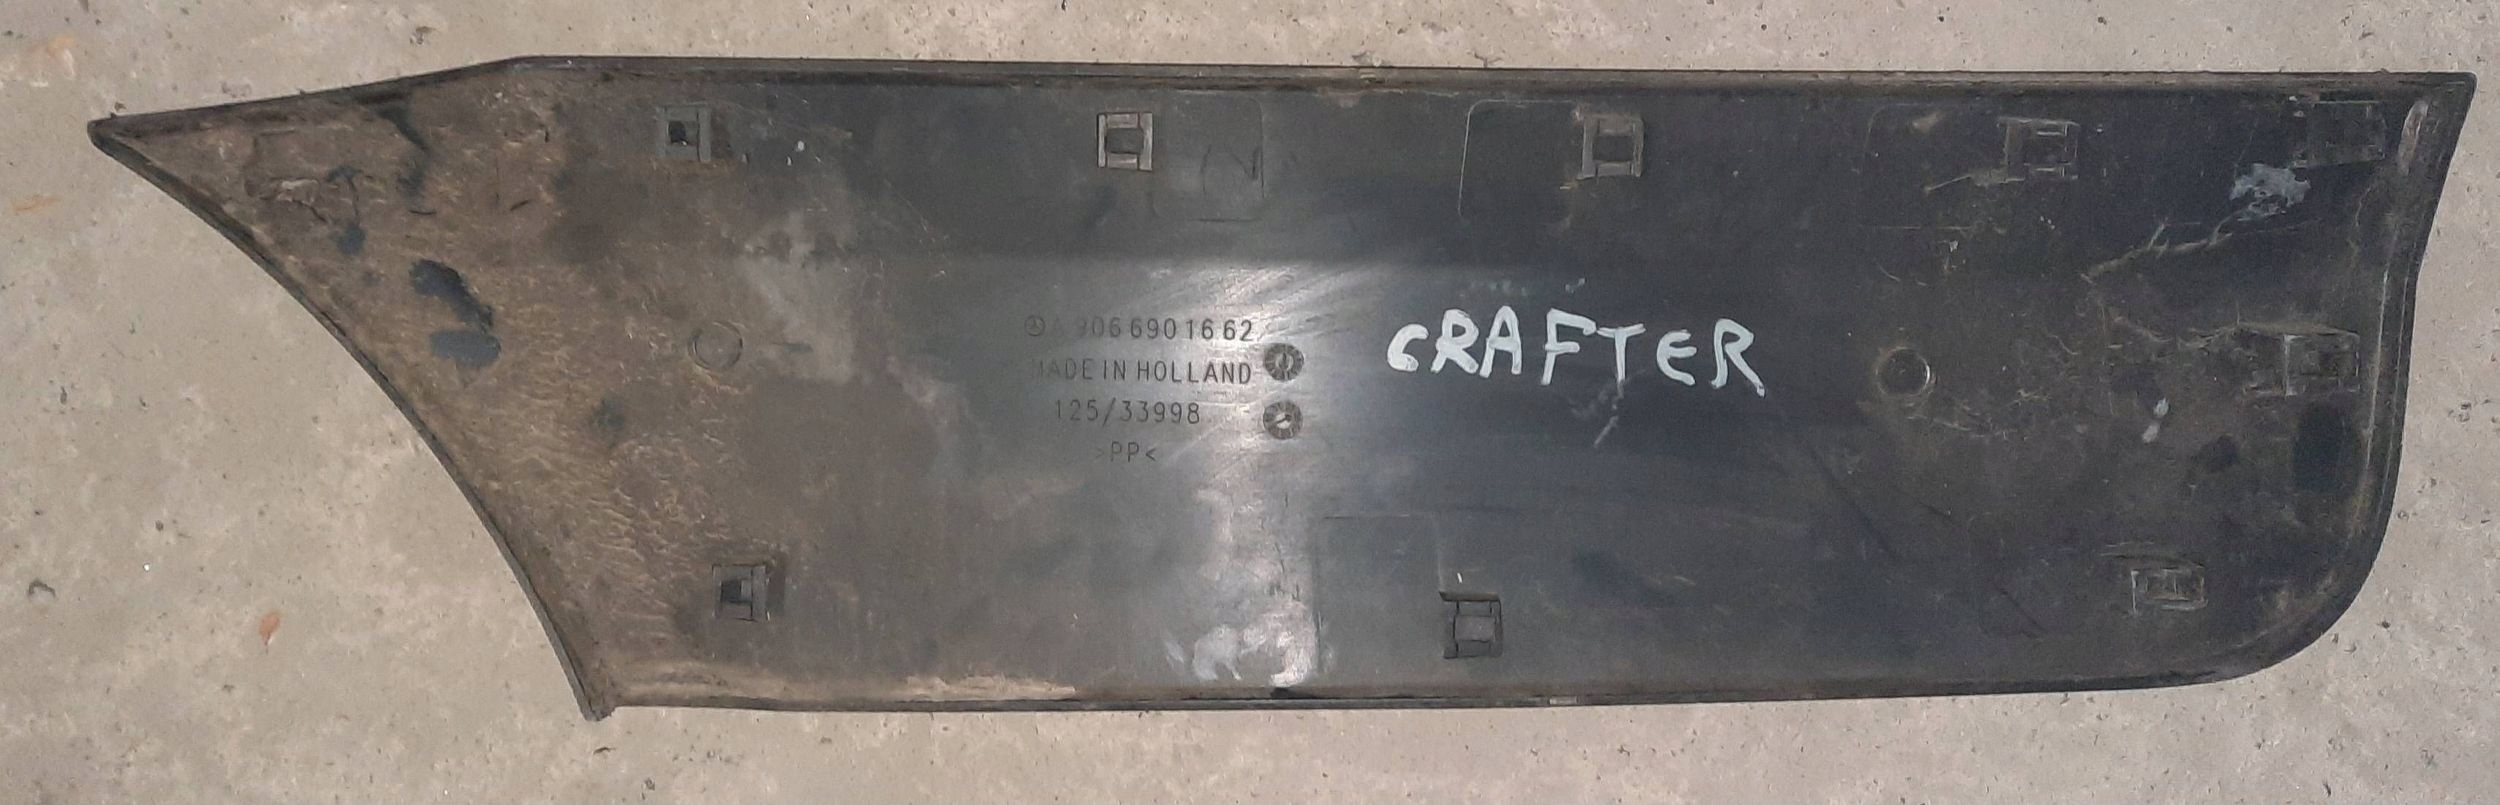 A 906 690 16 62
MADE IN HOLLAND
125/33998
>PP<
CRAFTER